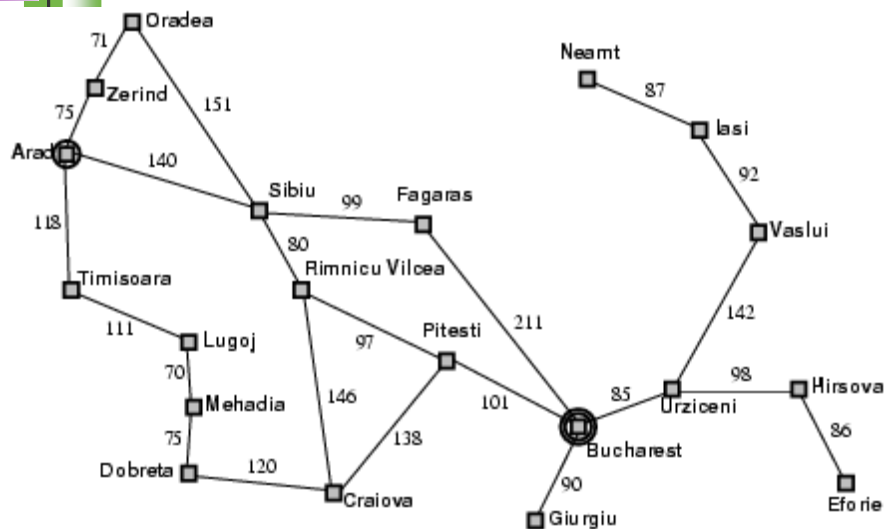 Oradea
71
Neamt
Zerind
87
75
151
Iasi
Arad
140
92
Sibiu
Fagaras
99
118
Vaslui
80
Timisoara
Rimnicu Vilcea
142
211
111
Lugoj
Pitesti
97
70
98
Hirsova
85
146
101
Urziceni
Mehadia
86
138
75
Bucharest
120
Dobreta
90
Craiova
Eforie
Giurgiu